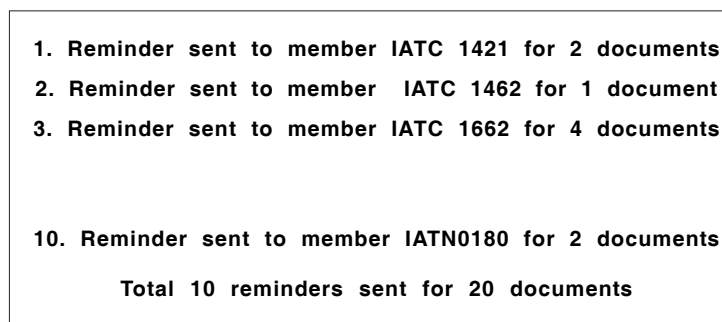 1. Reminder sent to member IATC 1421 for 2 documents
2. Reminder sent to member IATC 1462 for 1 document
3. Reminder sent to member IATC 1662 for 4 documents
10. Reminder sent to member IATN0180 for 2 documents
Total 10 reminders sent for 20 documents